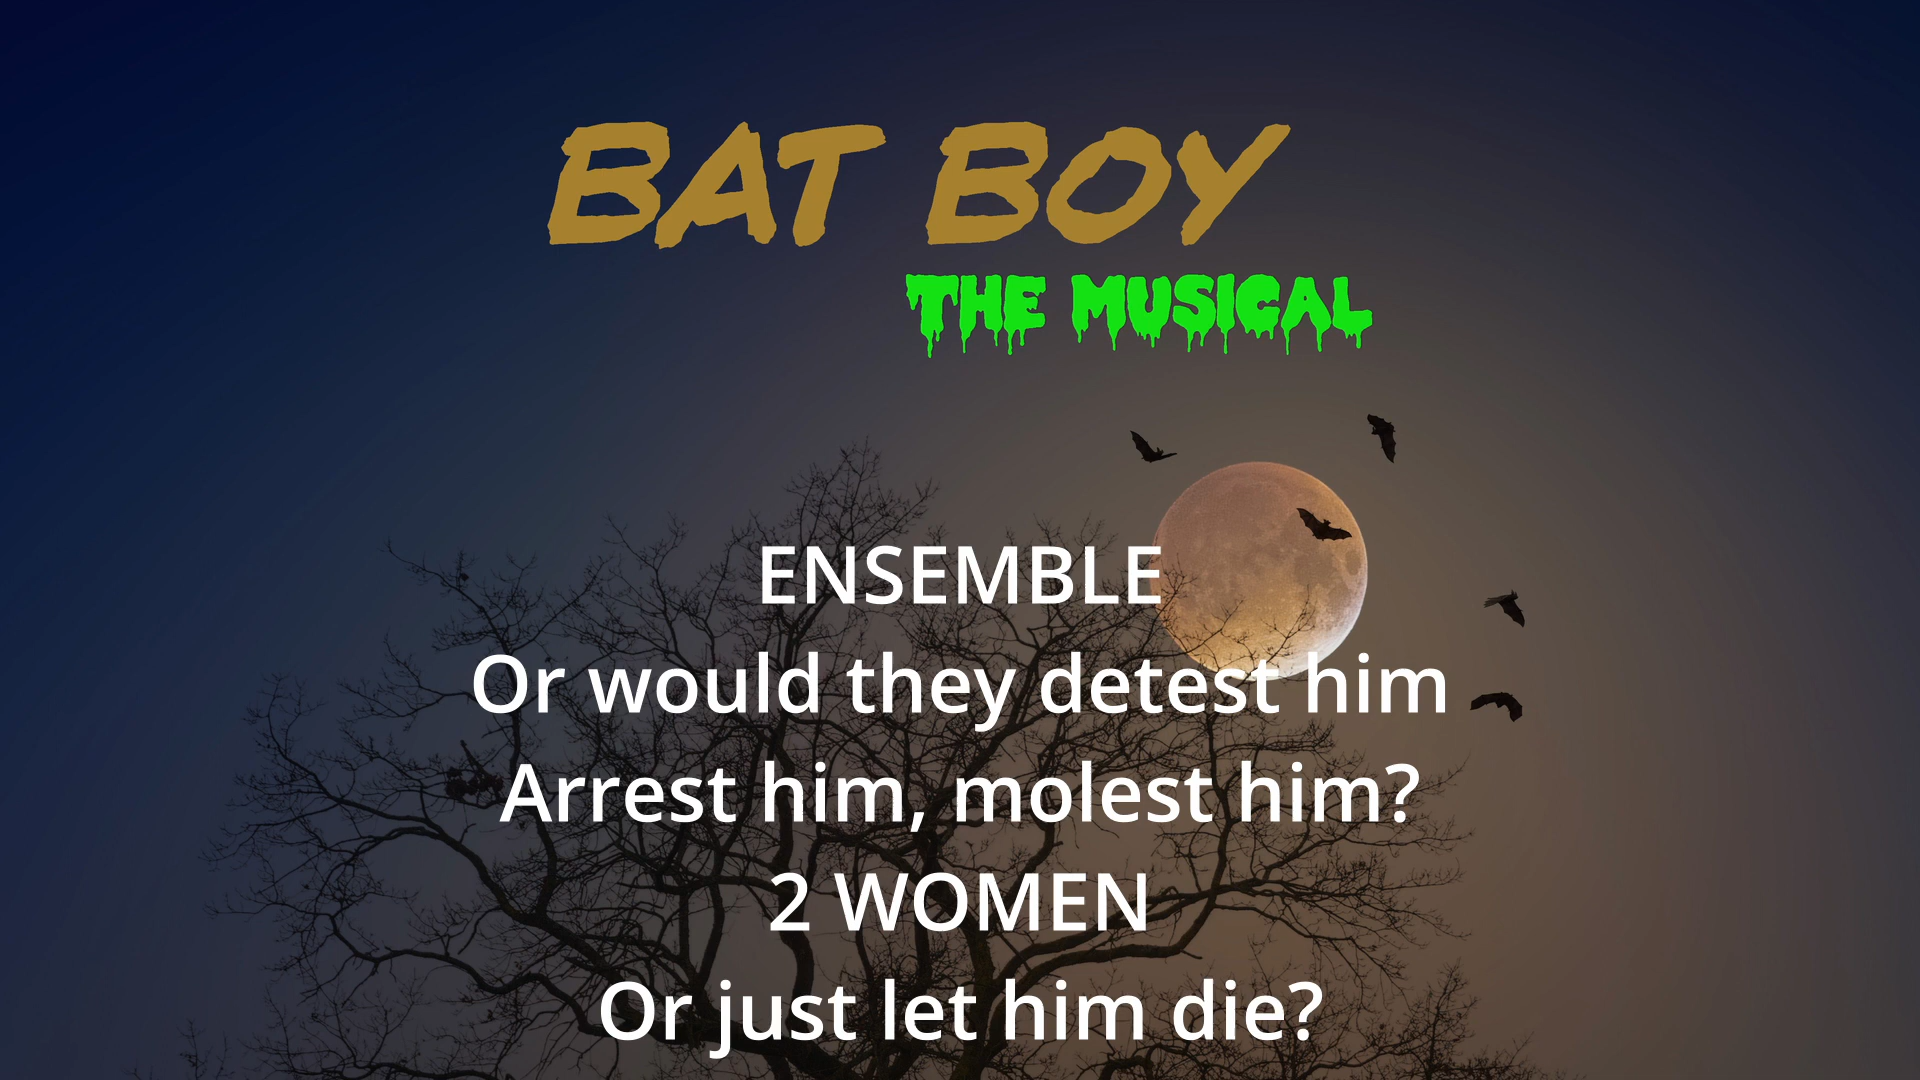 BAT BOY
THE MUSICAL
ENSEMBLE
Or would they detest him
Arrest him, molest him?
2 WOMEN
Or just let him die?